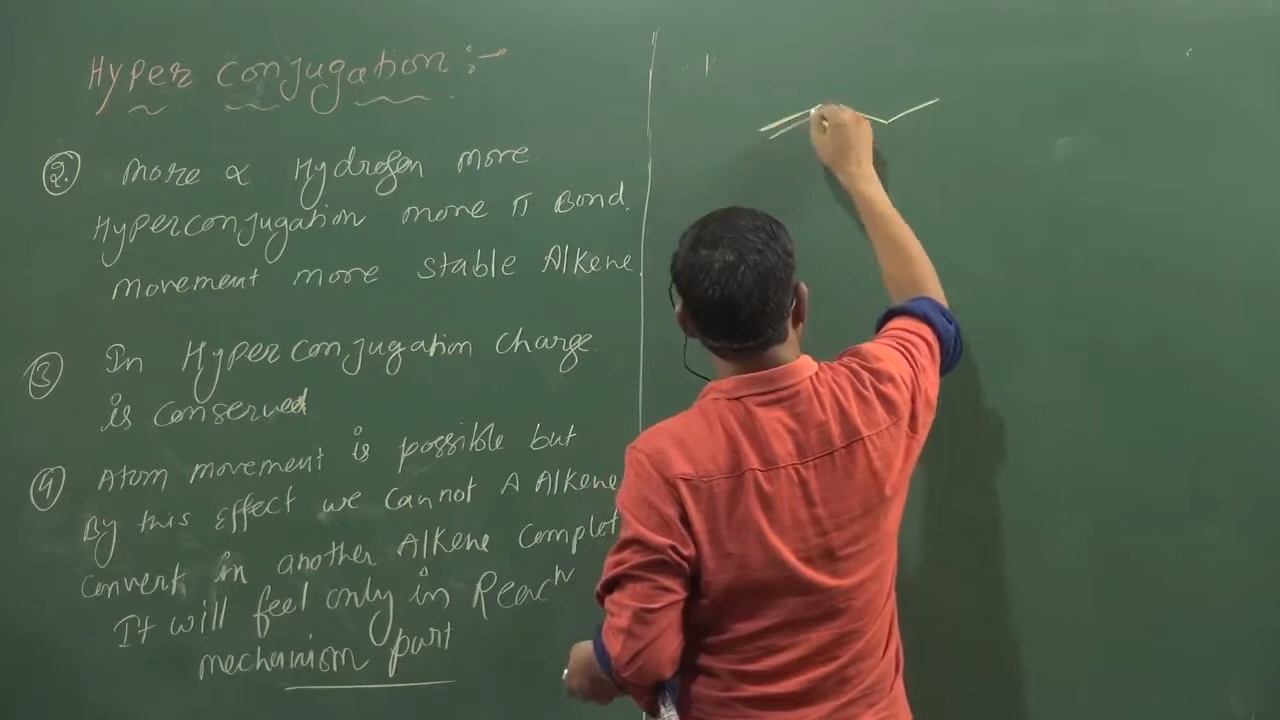 Hyper conjugation :-
2. more α Hydrogen more
Hyperconjugation more π Bond.
movement more stable Alkene
3 In Hyperconjugation charge
is conserved
4 Atom movement is possible but
By this effect we cannot A Alkene
convert in another Alkene Complet
It will feel only in Reacn
mechanism part